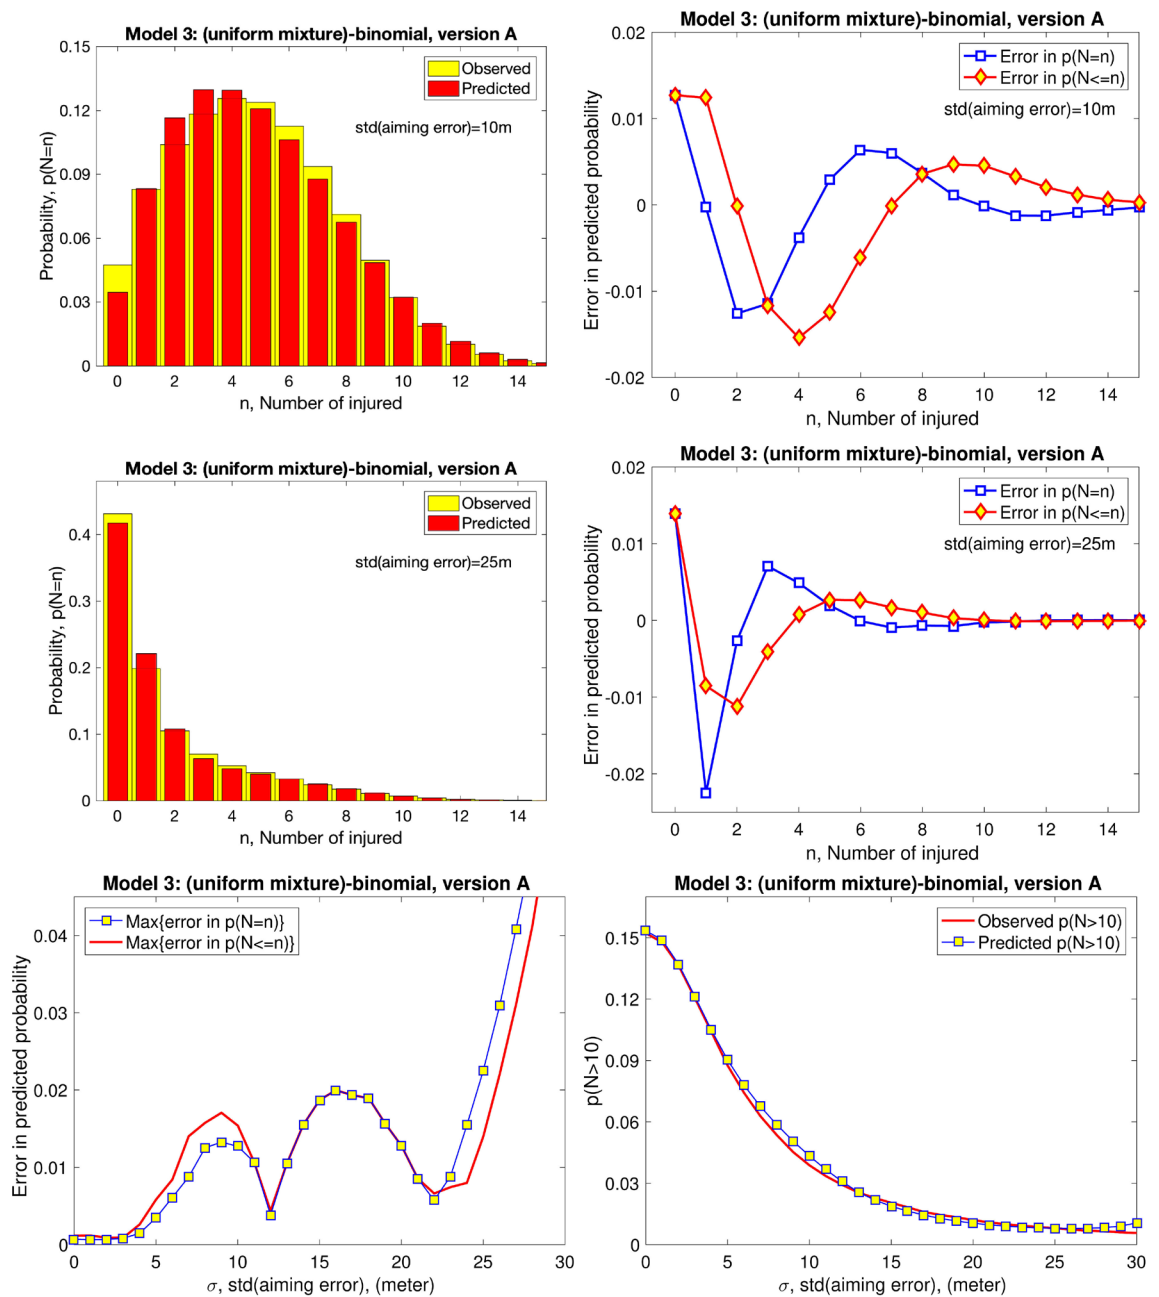 Model 3: (uniform mixture)-binomial, version A
0.15
0.12
0.09
0.06
0.03
0
Probability, p(N=n)
Observed
Predicted
std(aiming error)=10m
0 2 4 6 8 10 12 14
n, Number of injured
Model 3: (uniform mixture)-binomial, version A
0.02
0.01
0
-0.01
-0.02
Error in predicted probability
Error in p(N=n)
Error in p(N<=n)
std(aiming error)=10m
0 2 4 6 8 10 12 14
n, Number of injured
Model 3: (uniform mixture)-binomial, version A
0.4
0.3
0.2
0.1
0
Probability, p(N=n)
Observed
Predicted
std(aiming error)=25m
0 2 4 6 8 10 12 14
n, Number of injured
Model 3: (uniform mixture)-binomial, version A
0.02
0.01
0
-0.01
-0.02
Error in predicted probability
Error in p(N=n)
Error in p(N<=n)
std(aiming error)=25m
0 2 4 6 8 10 12 14
n, Number of injured
Model 3: (uniform mixture)-binomial, version A
0.04
0.03
0.02
0.01
0
Error in predicted probability
Max{error in p(N=n)}
Max{error in p(N<=n)}
0 5 10 15 20 25 30
σ, std(aiming error), (meter)
Model 3: (uniform mixture)-binomial, version A
0.15
0.12
0.09
0.06
0.03
0
p(N>10)
Observed p(N>10)
Predicted p(N>10)
0 5 10 15 20 25 30
σ, std(aiming error), (meter)